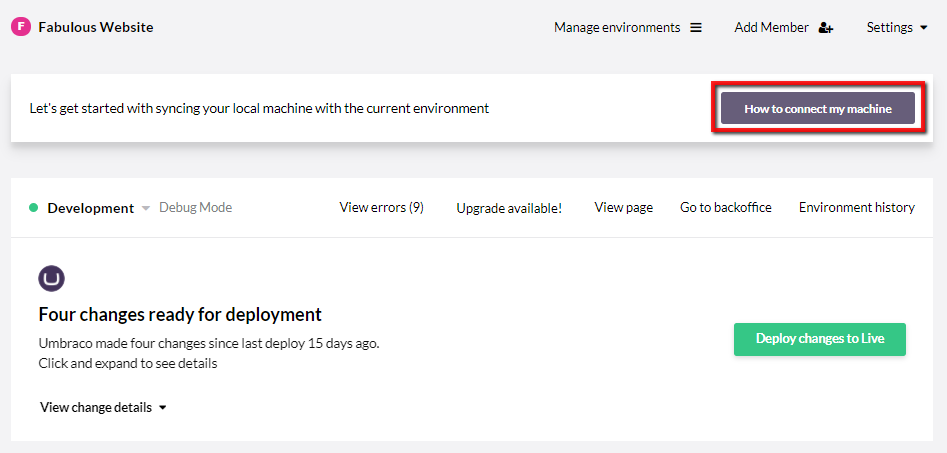 F Fabulous Website
Manage environments
Add Member
Settings
Let's get started with syncing your local machine with the current environment
How to connect my machine
Development
Debug Mode
View errors (9)
Upgrade available!
View page
Go to backoffice
Environment history
Four changes ready for deployment
Umbraco made four changes since last deploy 15 days ago.
Click and expand to see details
Deploy changes to Live
View change details